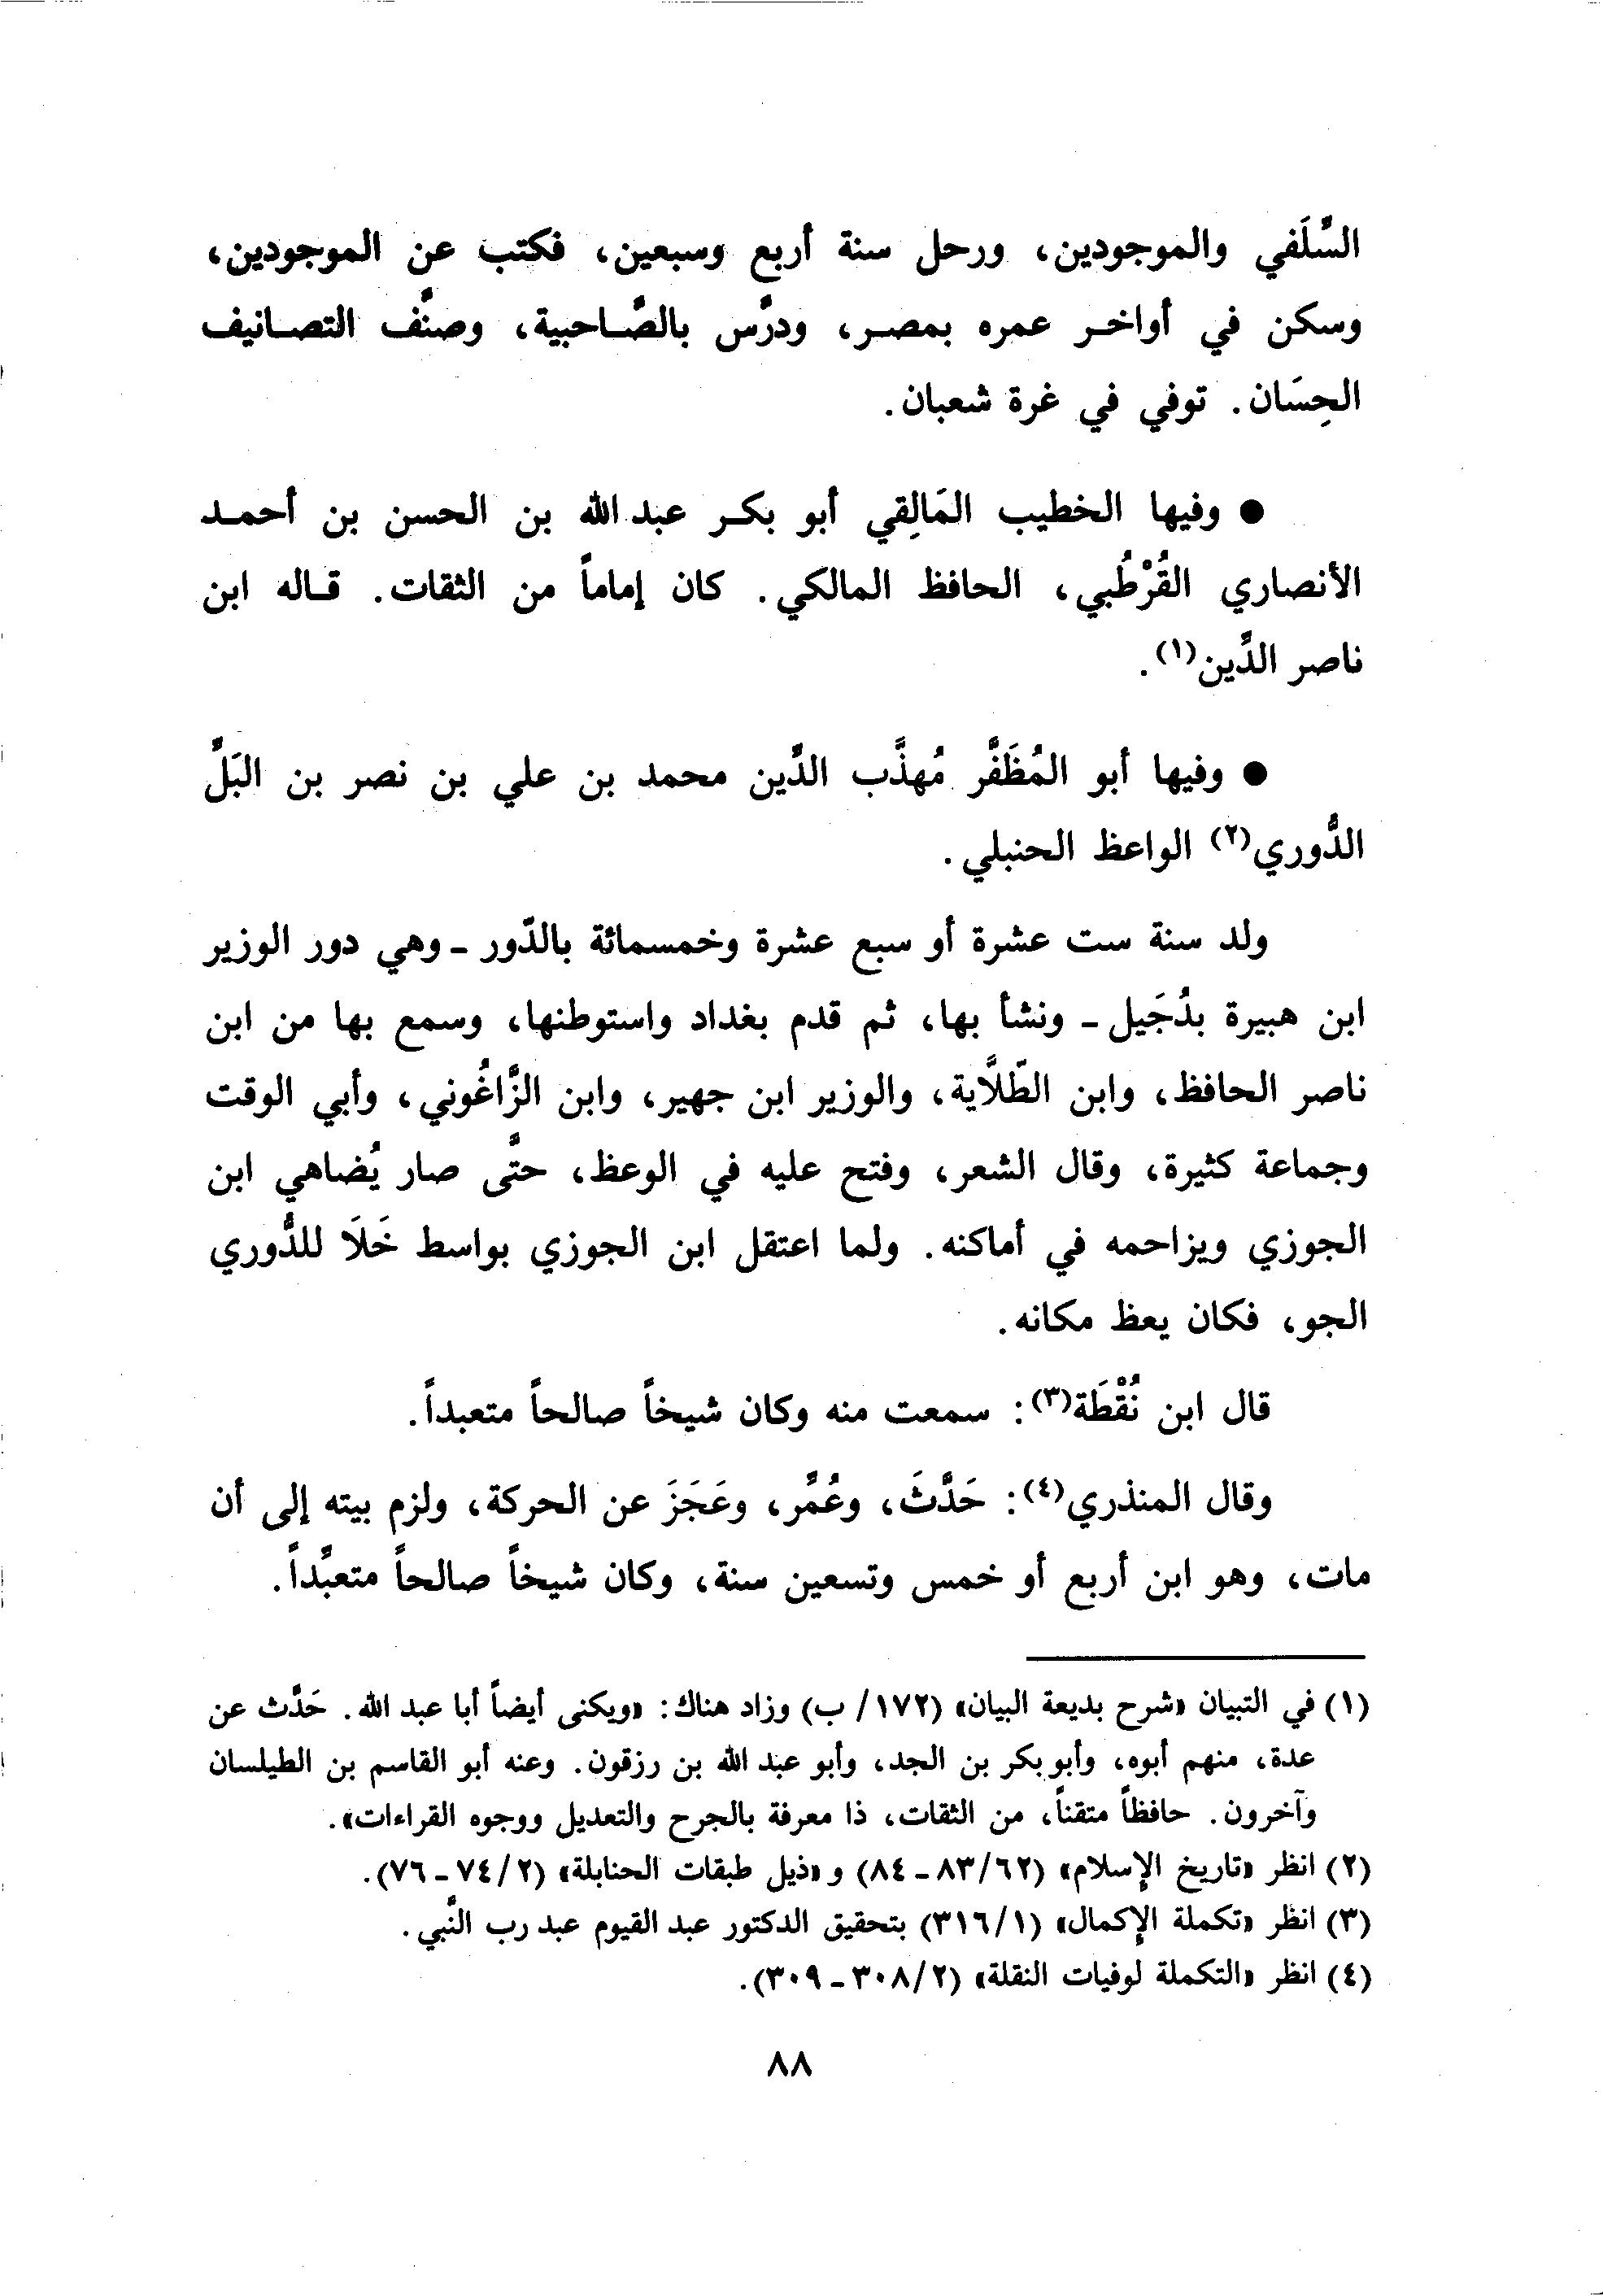 السِّلَفي والموجودين، ورحل سنة أربع وسبعين، فكتب عن الموجودين،
وسكن في أواخر عمره بمصر، ودرَّس بالصَّاحبية، وصنَّف التصانيف
الحِسَان. توفي في غرة شعبان.
● وفيها الخطيب المَالِقي أبو بكر عبد الله بن الحسن بن أحمد
الأنصاري القُرْطُبي، الحافظ المالكي. كان إماماً من الثقات. قاله ابن
ناصر الدِّين(١).
● وفيها أبو المُظَفَّر مُهذَّب الدِّين محمد بن علي بن نصر بن البَلِّ
الدُّوري(٢) الواعظ الحنبلي.
ولد سنة ست عشرة أو سبع عشرة وخمسمائة بالدّور - وهي دور الوزير
ابن هبيرة بدُجَيل - ونشأ بها، ثم قدم بغداد واستوطنها، وسمع بها من ابن
ناصر الحافظ، وابن الطّلَّاية، والوزير ابن جهير، وابن الزَّاغُوني، وأبي الوقت
وجماعة كثيرة، وقال الشعر، وفتح عليه في الوعظ، حتَّى صار يُضاهي ابن
الجوزي ويزاحمه في أماكنه. ولما اعتقل ابن الجوزي بواسط خَلَا للدُّوري
الجو، فكان يعظ مكانه.
قال ابن نُقْطَة(٣): سمعت منه وكان شيخاً صالحاً متعبداً.
وقال المنذري(٤): حَدَّثَ، وعُمِّر، وعَجَزَ عن الحركة، ولزم بيته إلى أن
مات، وهو ابن أربع أو خمس وتسعين سنة، وكان شيخاً صالحاً متعبِّداً.
(١) في التبيان «شرح بديعة البيان» (١٧٢/ ب) وزاد هناك: «ويكنى أيضاً أبا عبد الله. حَدَّث عن
عدة، منهم أبوه، وأبو بكر بن الجد، وأبو عبد الله بن رزقون. وعنه أبو القاسم بن الطيلسان
وآخرون. حافظاً متقناً، من الثقات، ذا معرفة بالجرح والتعديل ووجوه القراءات».
(٢) انظر «تاريخ الإسلام» (٨٣/٦٢ - ٨٤) و «ذيل طبقات الحنابلة» (٧٤/٢ - ٧٦).
(٣) انظر «تكملة الإكمال» (٣١٦/١) بتحقيق الدكتور عبد القيوم عبد رب النَّبي.
(٤) انظر «التكملة لوفيات النقلة» (٣٠٨/٢ - ٣٠٩).
٨٨